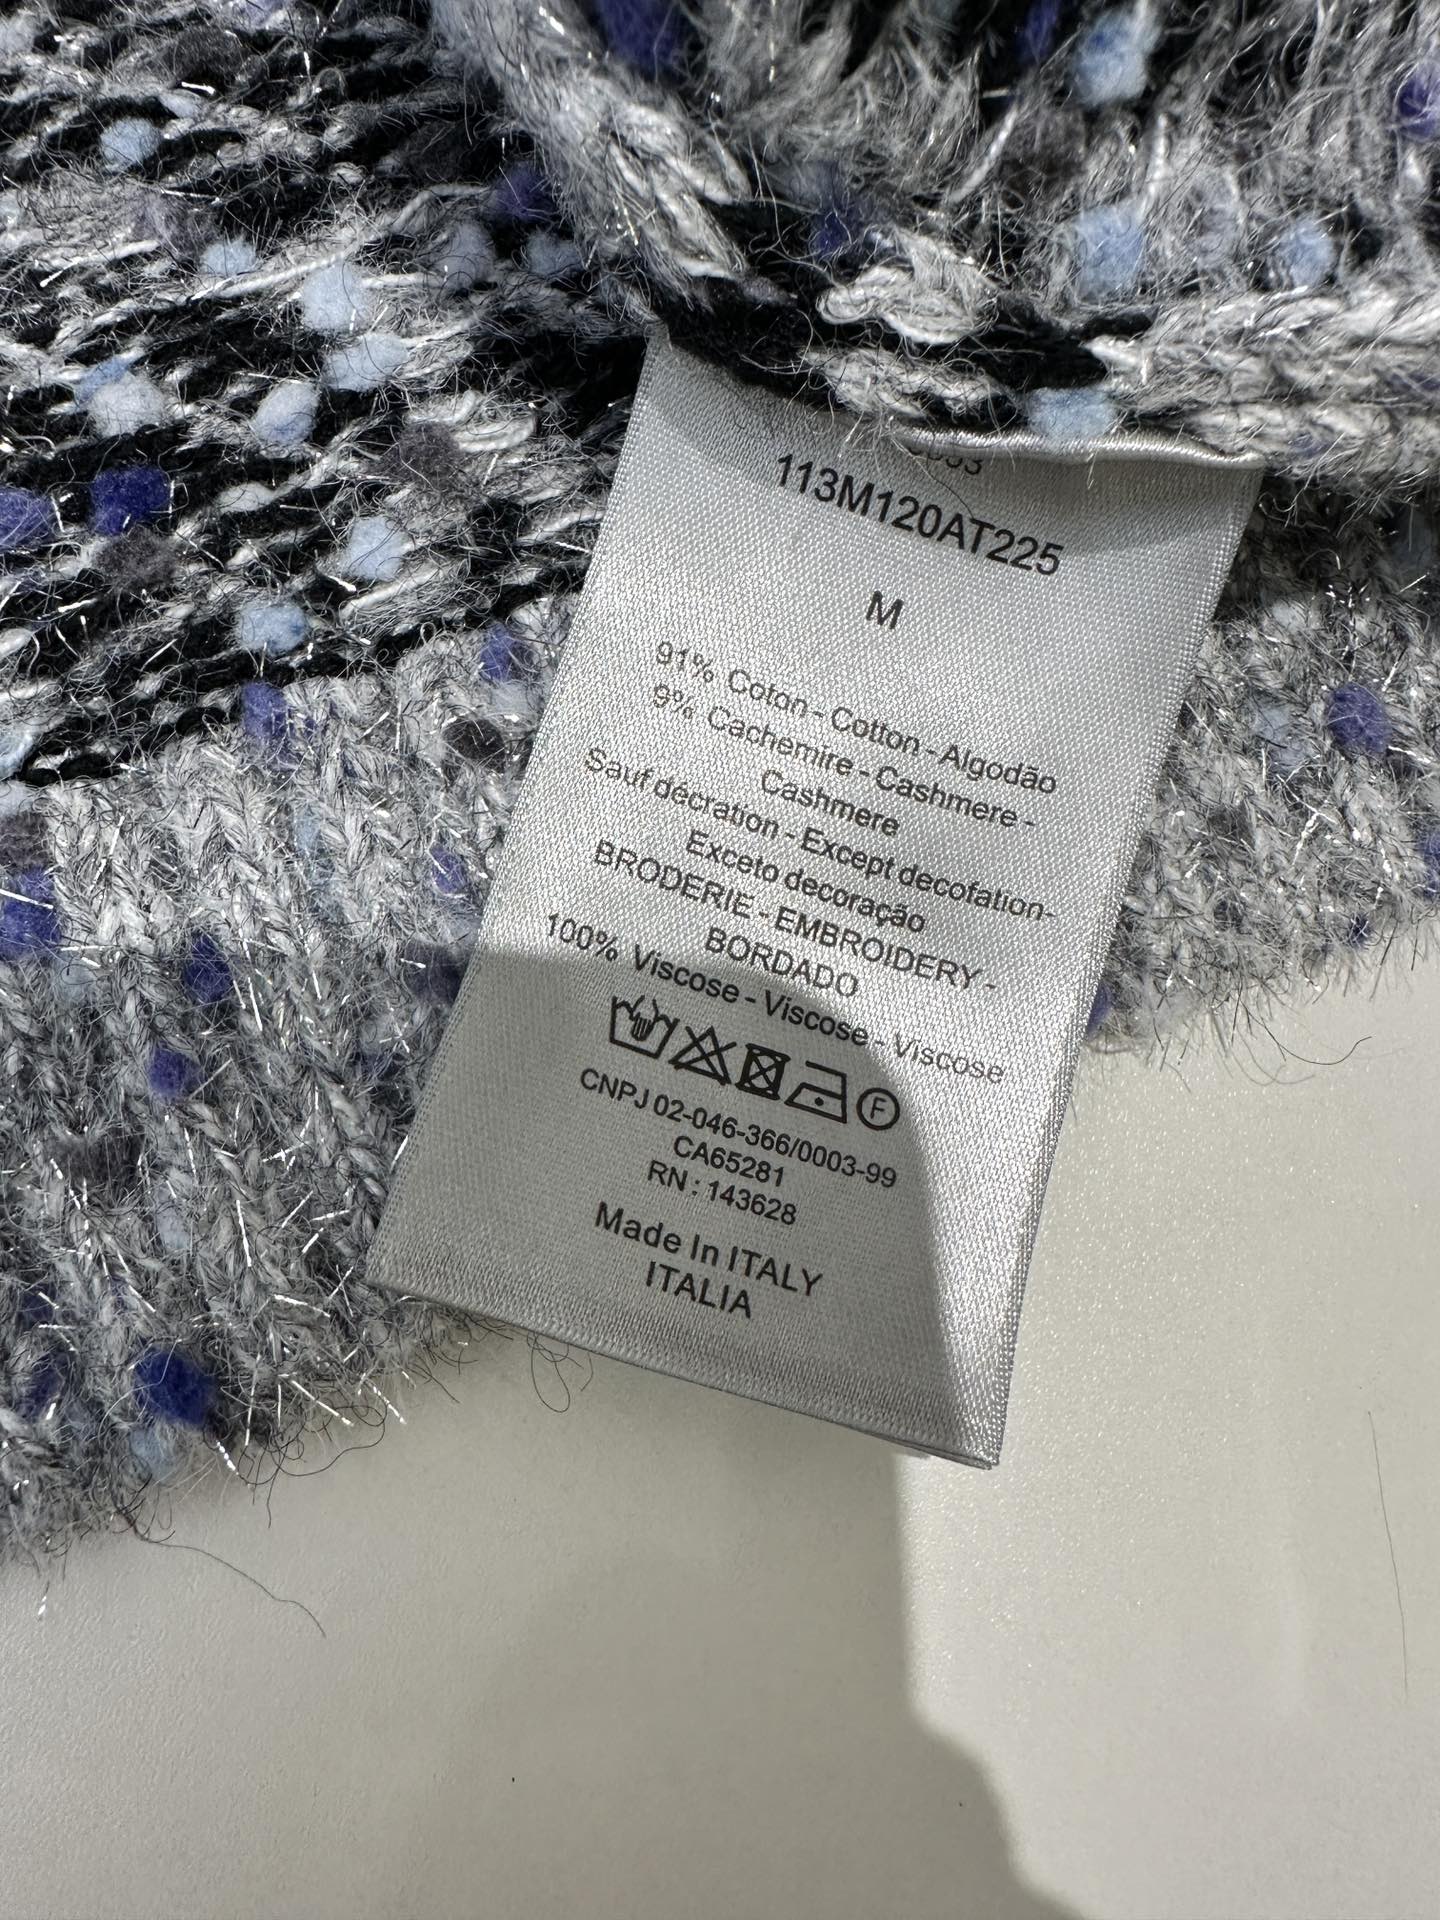 113M120AT225
M
91% Coton - Cotton - Algodão
9% Cachemire - Cashmere -
Cashmere
Sauf décration - Except decofation-
Exceto decoração
BRODERIE - EMBROIDERY -
BORDADO
100% Viscose - Viscose - Viscose
F
CNPJ 02-046-366/0003-99
CA65281
RN : 143628
Made In ITALY
ITALIA